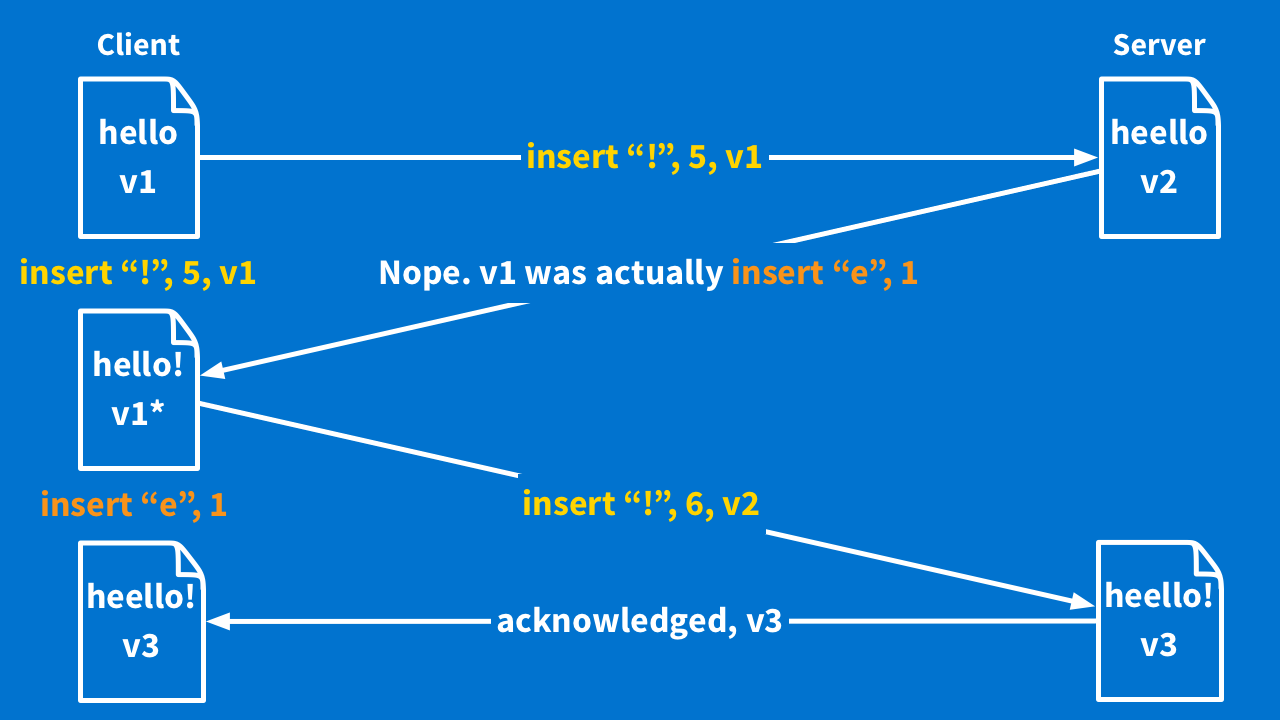 Client
Server
hello
v1
insert “!”, 5, v1
heello
v2
insert “!”, 5, v1
Nope. v1 was actually insert “e”, 1
hello!
v1*
insert “e”, 1
insert “!”, 6, v2
heello!
v3
acknowledged, v3
heello!
v3